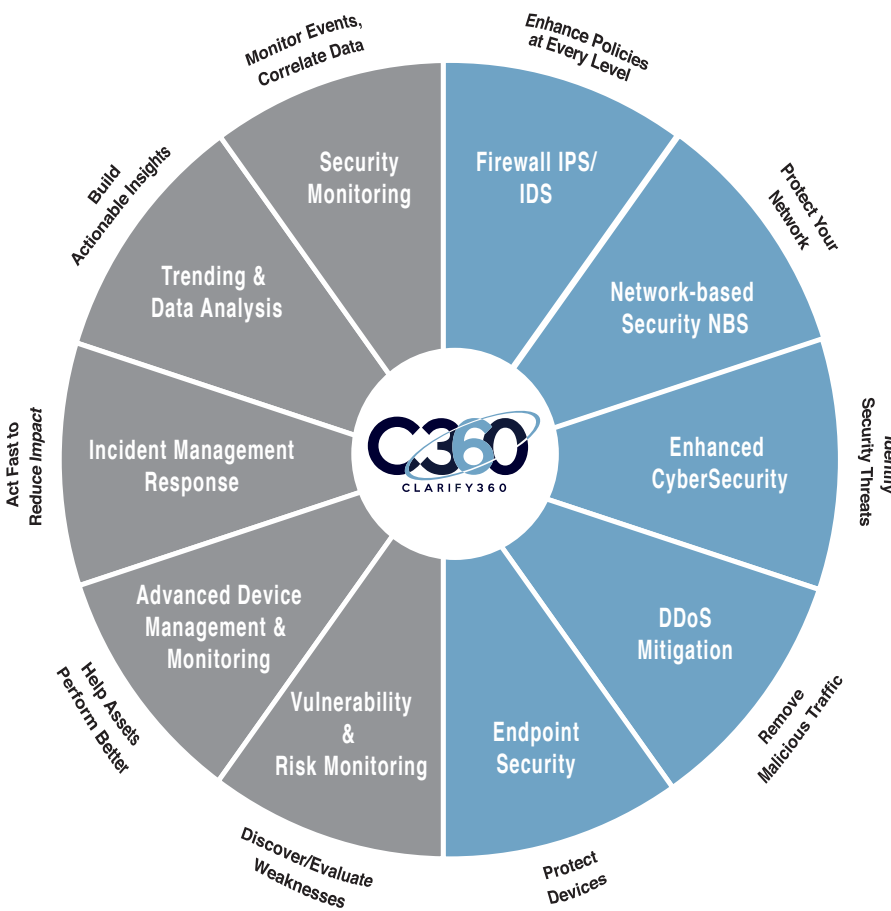 Monitor Events,
Correlate Data
Enhance Policies
at Every Level
Build
Actionable Insights
Protect Your
Network
Security
Monitoring
Firewall IPS/
IDS
Trending &
Data Analysis
Network-based
Security NBS
Act Fast to
Reduce Impact
Incident Management
Response
C360
CLARIFY360
Enhanced
CyberSecurity
Identify
Security Threats
Advanced Device
Management &
Monitoring
DDoS
Mitigation
Help Assets
Perform Better
Vulnerability
&
Risk Monitoring
Endpoint
Security
Remove
Malicious Traffic
Discover/Evaluate
Weaknesses
Protect
Devices